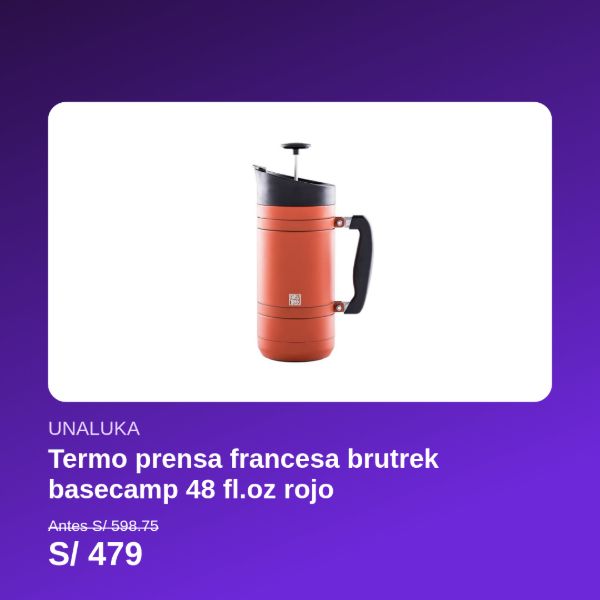 UNALUKA
Termo prensa francesa brutrek
basecamp 48 fl.oz rojo
Antes S/ 598.75
S/ 479